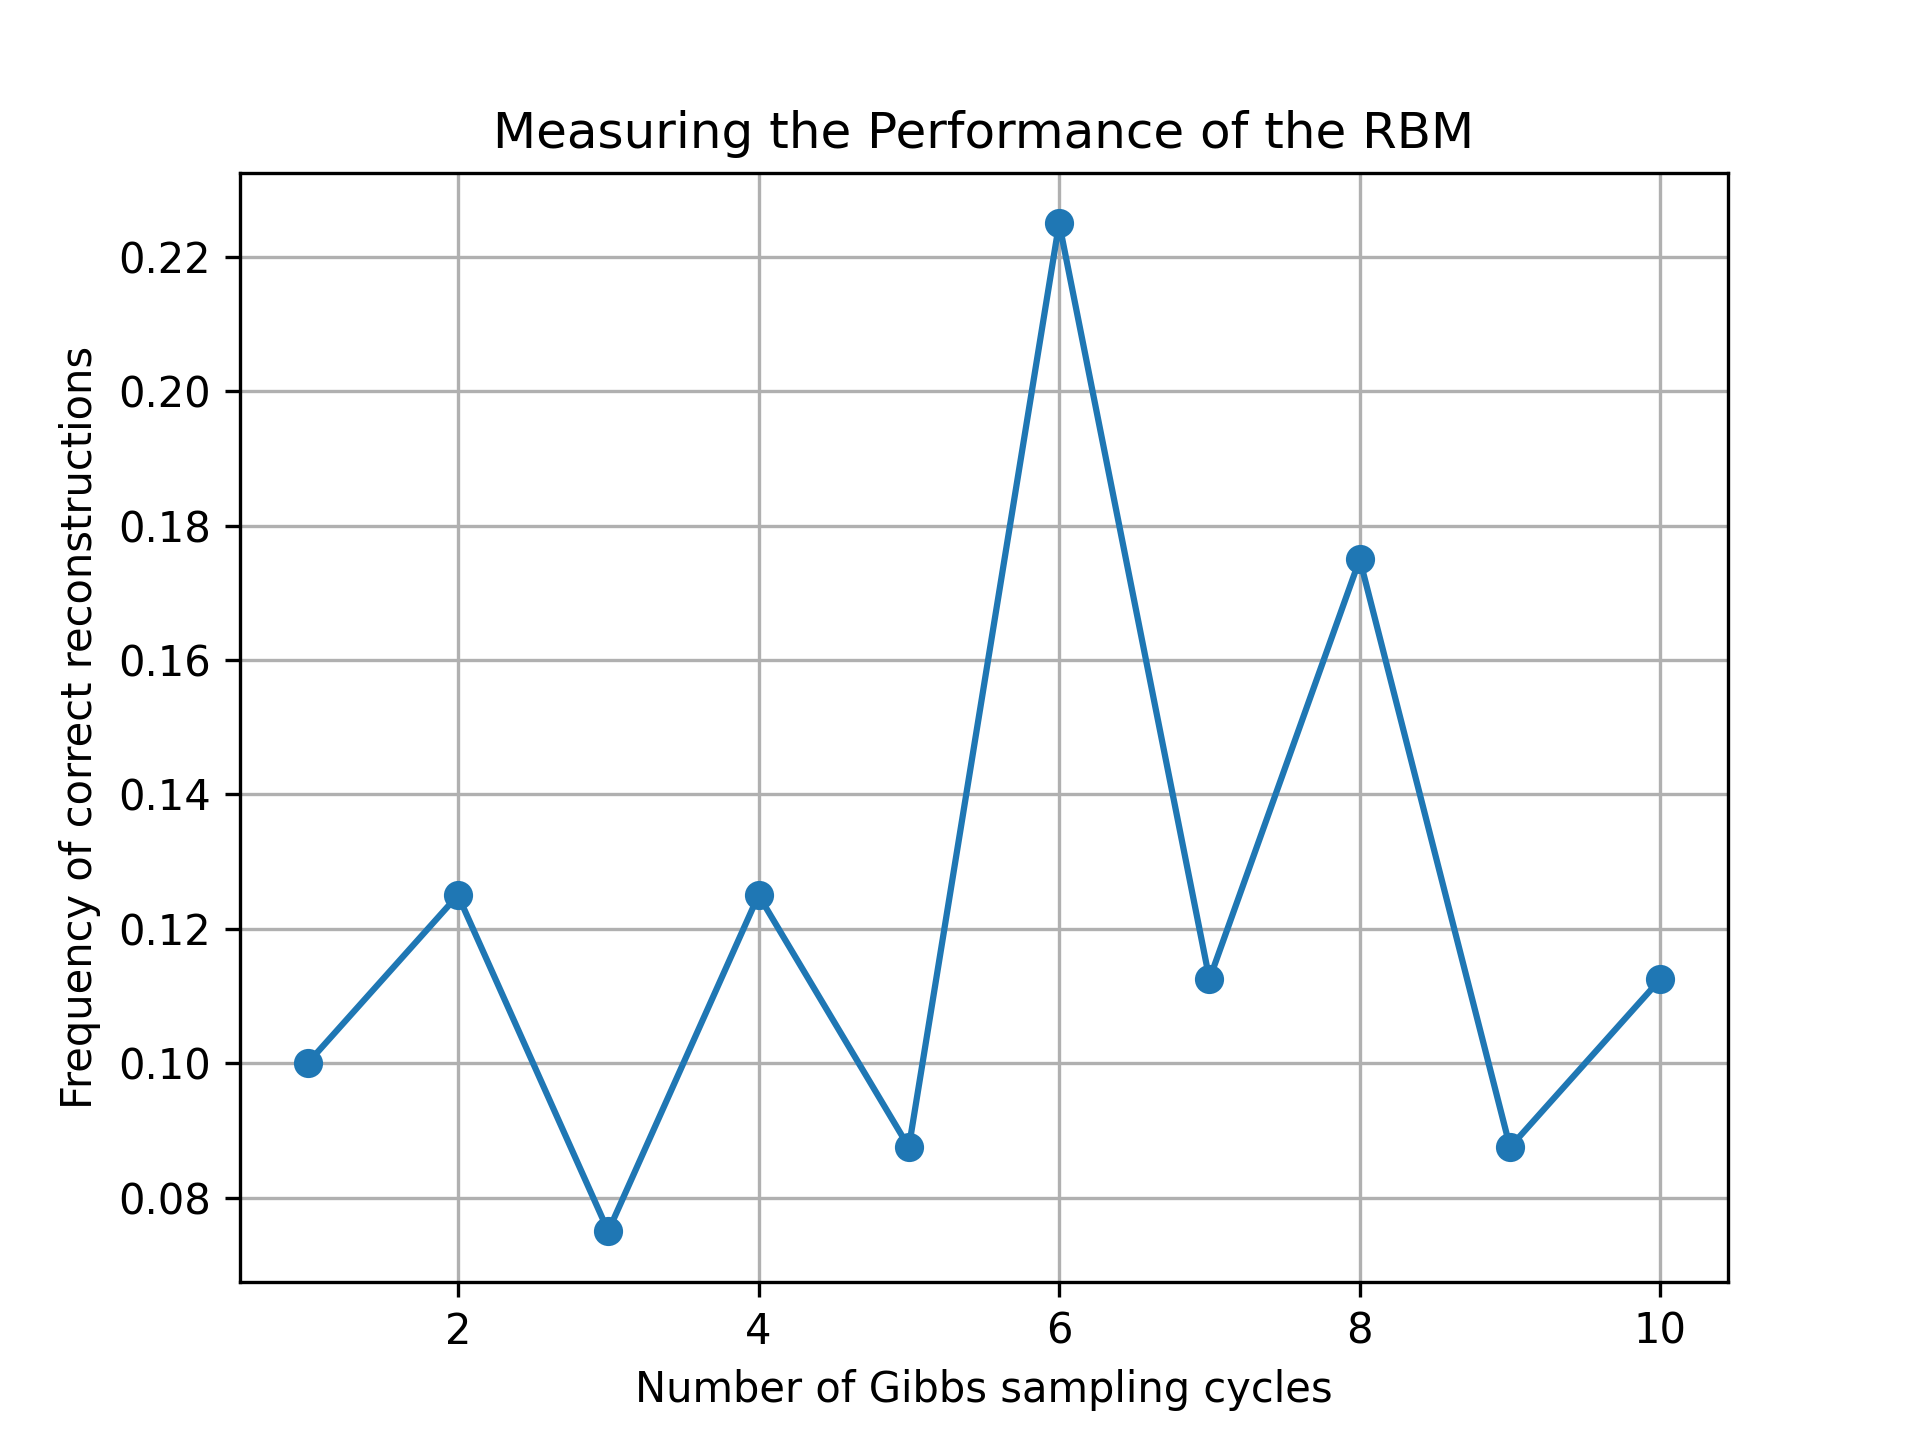 Measuring the Performance of the RBM
Frequency of correct reconstructions
0.22
0.20
0.18
0.16
0.14
0.12
0.10
0.08
2 4 6 8 10
Number of Gibbs sampling cycles